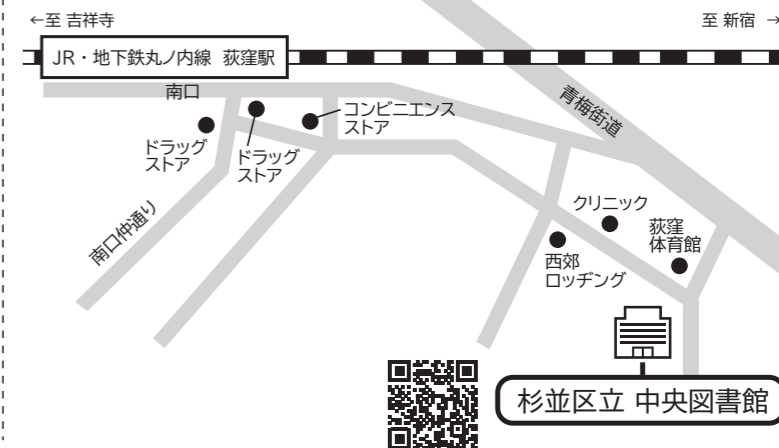 ←至 吉祥寺
至 新宿 →
JR・地下鉄丸ノ内線 荻窪駅
南口
青梅街道
コンビニエンス
ストア
ドラッグ
ストア
ドラッグ
ストア
南口仲通り
クリニック
荻窪
体育館
西郊
ロッヂング
杉並区立 中央図書館